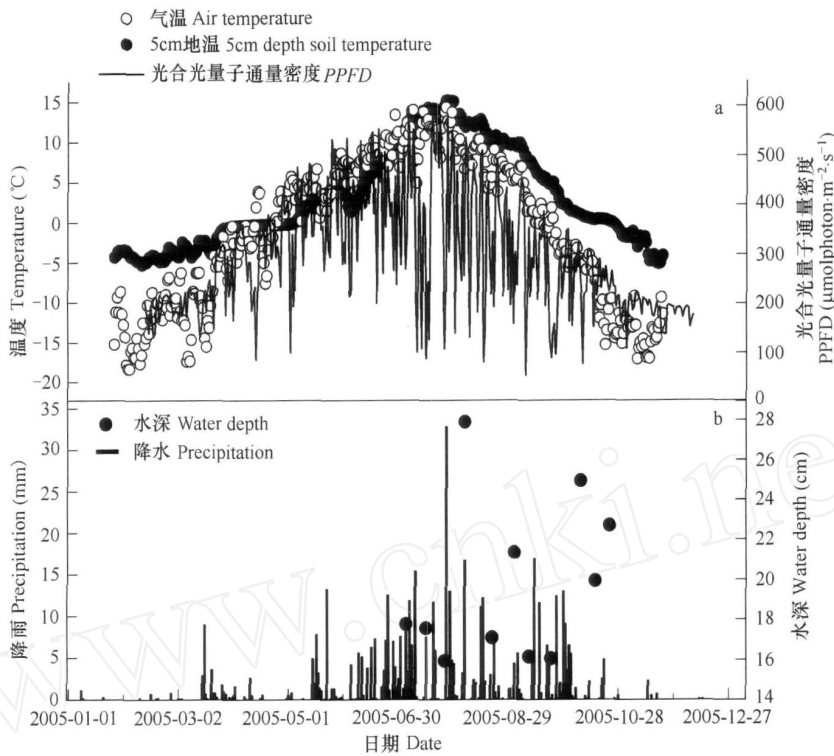 气温 Air temperature
5cm地温 5cm depth soil temperature
光合光量子通量密度 PPFD
a
温度 Temperature (℃)
15
10
5
0
-5
-10
-15
-20
600
500
400
300
200
100
0
光合光量子通量密度
PPFD (μmolphoton·m⁻²·s⁻¹)
b
水深 Water depth
降水 Precipitation
降雨 Precipitation (mm)
35
30
25
20
15
10
5
0
28
26
24
22
20
18
16
14
水深 Water depth (cm)
2005-01-01 2005-03-02 2005-05-01 2005-06-30 2005-08-29 2005-10-28 2005-12-27
日期 Date
www.cnki.ne